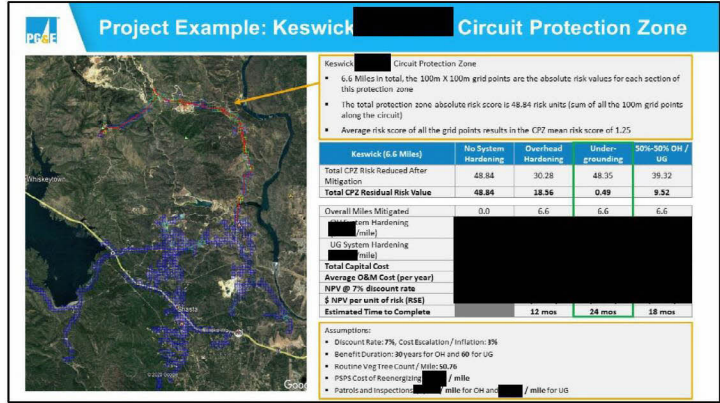 PG&E
Project Example: Keswick Circuit Protection Zone
Keswick Circuit Protection Zone
▪ 6.6 Miles in total, the 100m X 100m grid points are the absolute risk values for each section of
this protection zone
▪ The total protection zone absolute risk score is 48.84 risk units (sum of all the 100m grid points
along the circuit)
▪ Average risk score of all the grid points results in the CPZ mean risk score of 1.25
Keswick (6.6 Miles) No System Hardening Overhead Hardening Under-grounding 50%-50% OH / UG
Total CPZ Risk Reduced After Mitigation 48.84 30.28 48.35 39.32
Total CPZ Residual Risk Value 48.84 18.56 0.49 9.52
Overall Miles Mitigated 0.0 6.6 6.6 6.6
System Hardening
/mile)
UG System Hardening
/mile)
Total Capital Cost
Average O&M Cost (per year)
NPV @ 7% discount rate
$ NPV per unit of risk (RSE)
Estimated Time to Complete 12 mos 24 mos 18 mos
Assumptions:
▪ Discount Rate: 7%, Cost Escalation / Inflation: 3%
▪ Benefit Duration: 30 years for OH and 60 for UG
▪ Routine Veg Tree Count / Mile: 50.76
▪ PSPS Cost of Reenergizing / mile
▪ Patrols and Inspections / mile for OH and / mile for UG
Whiskeytown
Shasta
Goo